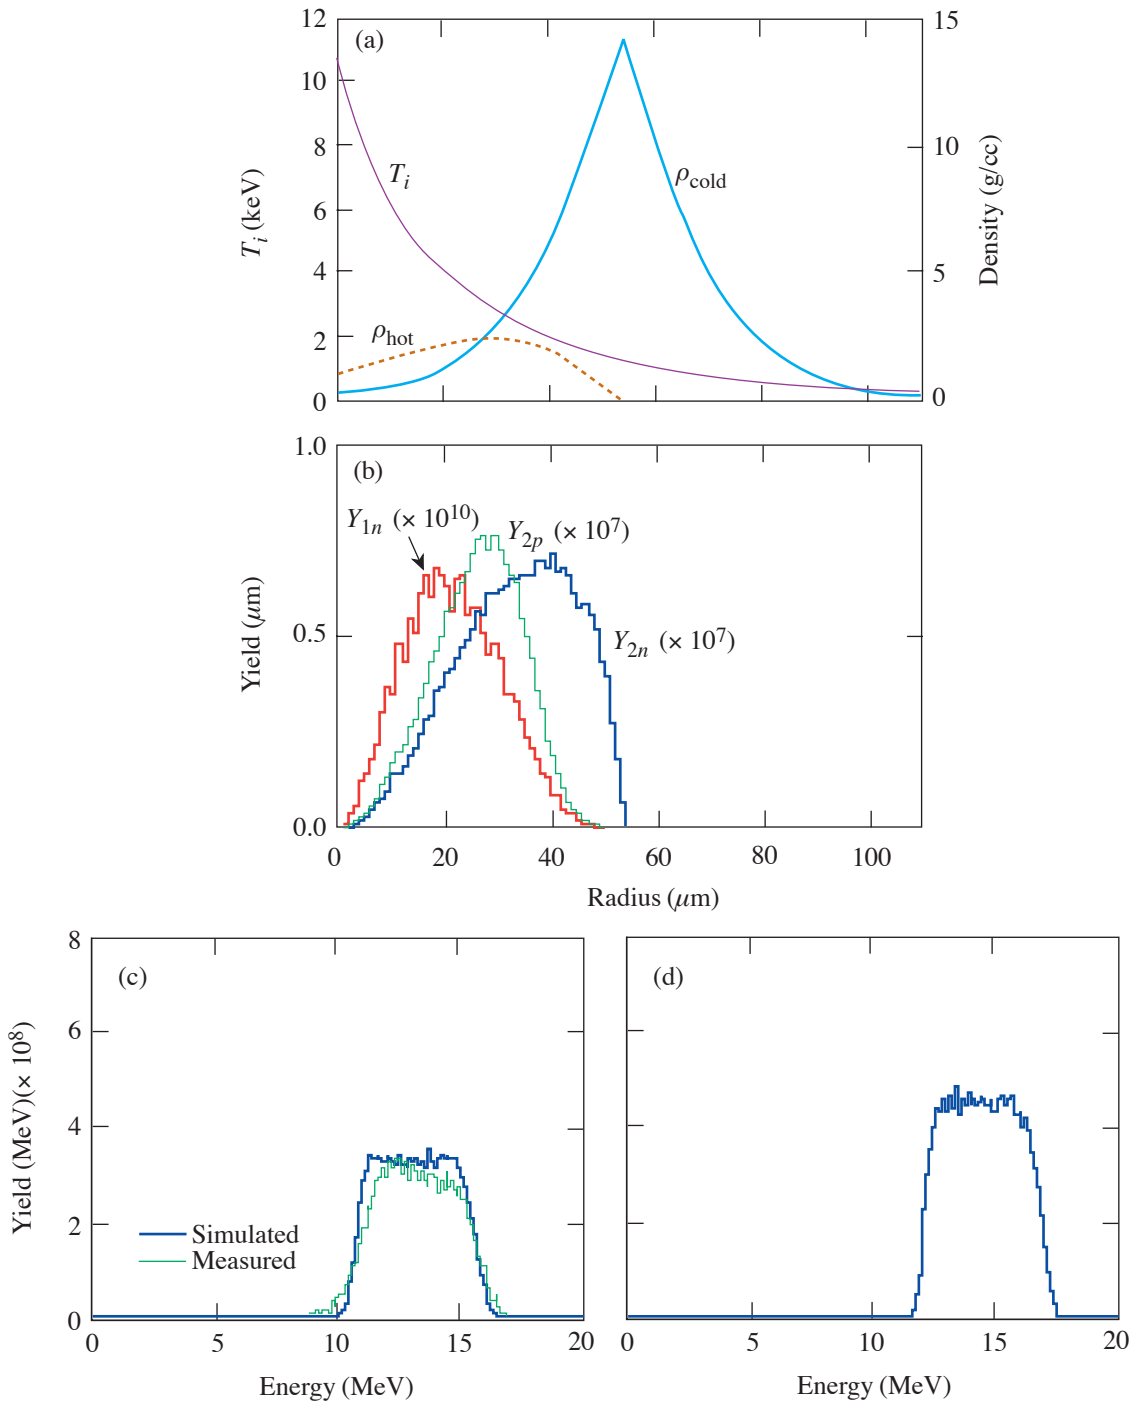 (a)
12
10
8
6
4
2
0
T_i (keV)
15
10
5
0
Density (g/cc)
T_i
ρ_cold
ρ_hot
(b)
1.0
0.5
0.0
Yield (μm)
Y_1n (× 10^10)
Y_2p (× 10^7)
Y_2n (× 10^7)
0 20 40 60 80 100
Radius (μm)
(c)
8
6
4
2
0
Yield (MeV)(× 10^8)
Simulated
Measured
0 5 10 15 20
Energy (MeV)
(d)
0 5 10 15 20
Energy (MeV)